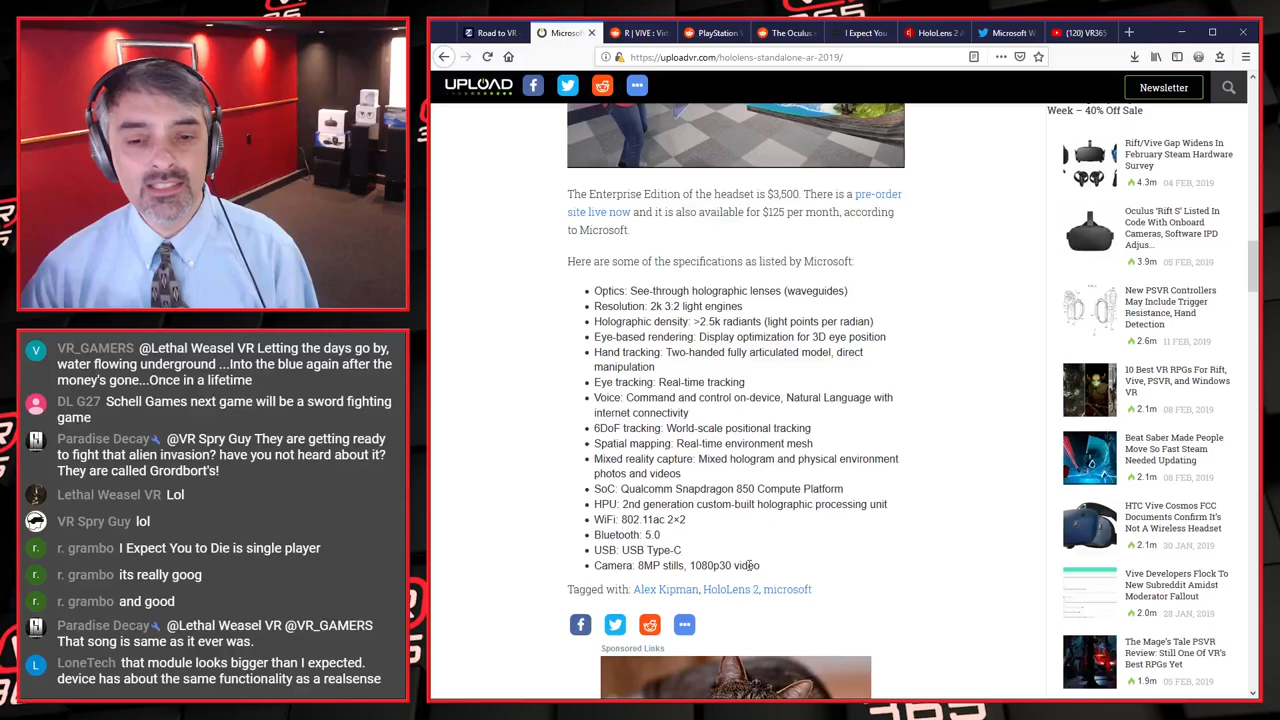 Road to VR -
Microso
R | VIVE : Virt
PlayStation V
The Oculus s
I Expect You
HoloLens 2 A
Microsoft W
(120) VR365
https://uploadvr.com/hololens-standalone-ar-2019/
UPLOAD
Newsletter
The Enterprise Edition of the headset is $3,500. There is a pre-order
site live now and it is also available for $125 per month, according
to Microsoft.
Here are some of the specifications as listed by Microsoft:
Optics: See-through holographic lenses (waveguides)
Resolution: 2k 3:2 light engines
Holographic density: >2.5k radiants (light points per radian)
Eye-based rendering: Display optimization for 3D eye position
Hand tracking: Two-handed fully articulated model, direct
manipulation
Eye tracking: Real-time tracking
Voice: Command and control on-device, Natural Language with
internet connectivity
6DoF tracking: World-scale positional tracking
Spatial mapping: Real-time environment mesh
Mixed reality capture: Mixed hologram and physical environment
photos and videos
SoC: Qualcomm Snapdragon 850 Compute Platform
HPU: 2nd generation custom-built holographic processing unit
WiFi: 802.11ac 2×2
Bluetooth: 5.0
USB: USB Type-C
Camera: 8MP stills, 1080p30 video
Tagged with: Alex Kipman, HoloLens 2, microsoft
Sponsored Links
Week – 40% Off Sale
Rift/Vive Gap Widens In
February Steam Hardware
Survey
4.3m 04 FEB, 2019
Oculus 'Rift S' Listed In
Code With Onboard
Cameras, Software IPD
Adjus...
3.9m 05 FEB, 2019
New PSVR Controllers
May Include Trigger
Resistance, Hand
Detection
2.6m 11 FEB, 2019
10 Best VR RPGs For Rift,
Vive, PSVR, and Windows
VR
2.1m 08 FEB, 2019
Beat Saber Made People
Move So Fast Steam
Needed Updating
2.1m 08 FEB, 2019
HTC Vive Cosmos FCC
Documents Confirm It's
Not A Wireless Headset
2.1m 30 JAN, 2019
Vive Developers Flock To
New Subreddit Amidst
Moderator Fallout
2.0m 28 JAN, 2019
The Mage's Tale PSVR
Review: Still One Of VR's
Best RPGs Yet
1.9m 05 FEB, 2019
VR_GAMERS @Lethal Weasel VR Letting the days go by,
water flowing underground ...Into the blue again after the
money's gone...Once in a lifetime
DL G27 Schell Games next game will be a sword fighting
game
Paradise Decay @VR Spry Guy They are getting ready
to fight that alien invasion? have you not heard about it?
They are called Grordbort's!
Lethal Weasel VR Lol
VR Spry Guy lol
r. grambo I Expect You to Die is single player
r. grambo its really goog
r. grambo and good
Paradise Decay @Lethal Weasel VR @VR_GAMERS
That song is same as it ever was.
LoneTech that module looks bigger than I expected.
device has about the same functionality as a realsense